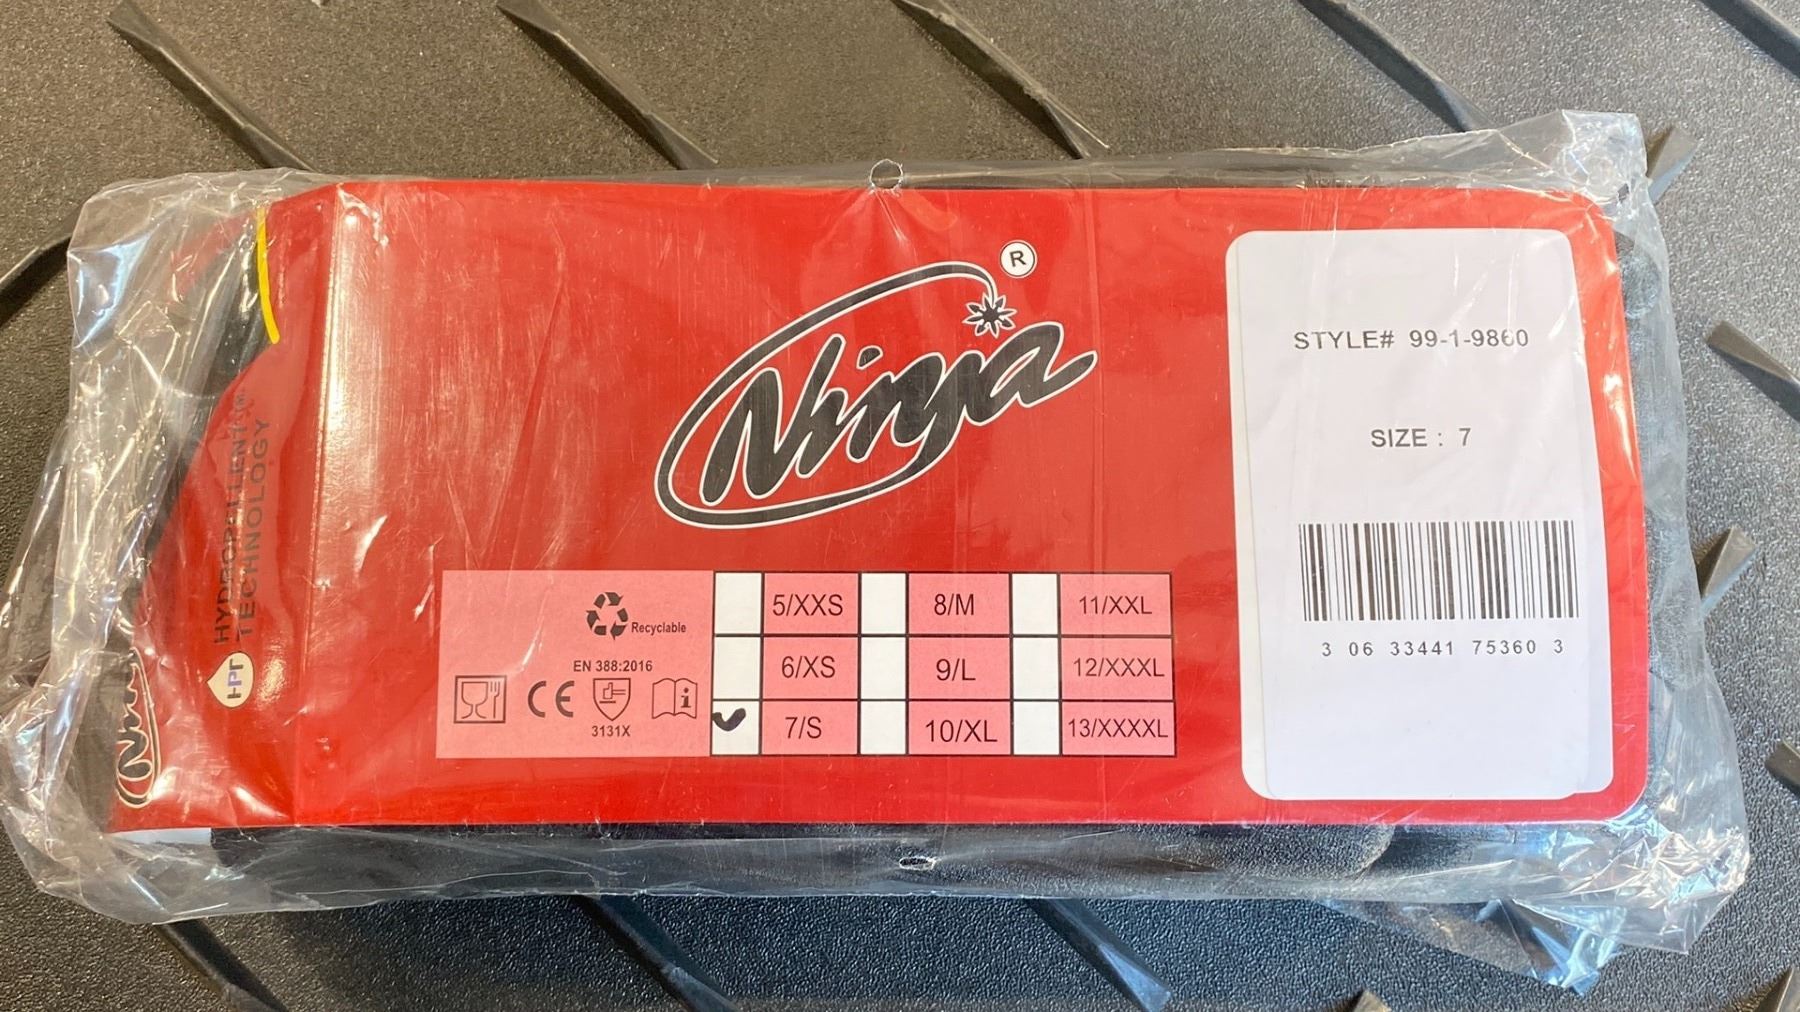 Ninja
®
HYDROPELLENT™
TECHNOLOGY
HPT
STYLE# 99-1-9860
SIZE : 7
3 06 33441 75360 3
Recyclable
EN 388:2016
CE
i
3131X
5/XXS 8/M 11/XXL
6/XS 9/L 12/XXXL
7/S 10/XL 13/XXXXL